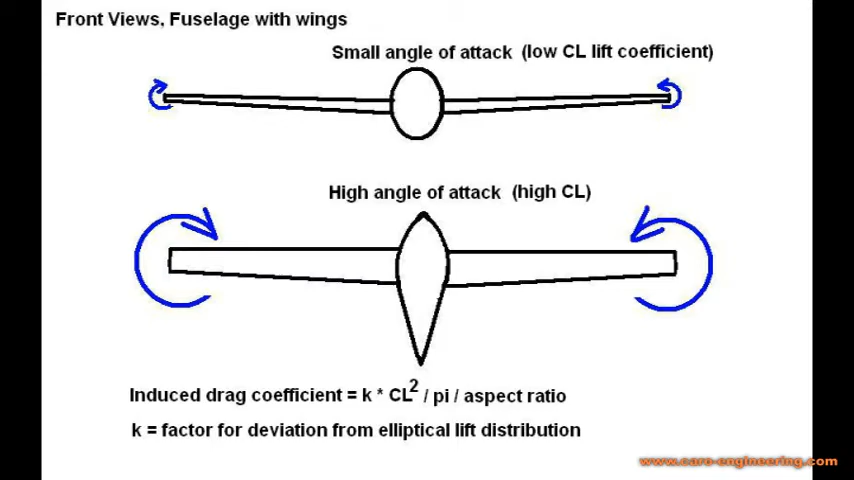 Front Views, Fuselage with wings
Small angle of attack (low CL lift coefficient)
High angle of attack (high CL)
Induced drag coefficient = k * CL² / pi / aspect ratio
k = factor for deviation from elliptical lift distribution
www.caro-engineering.com